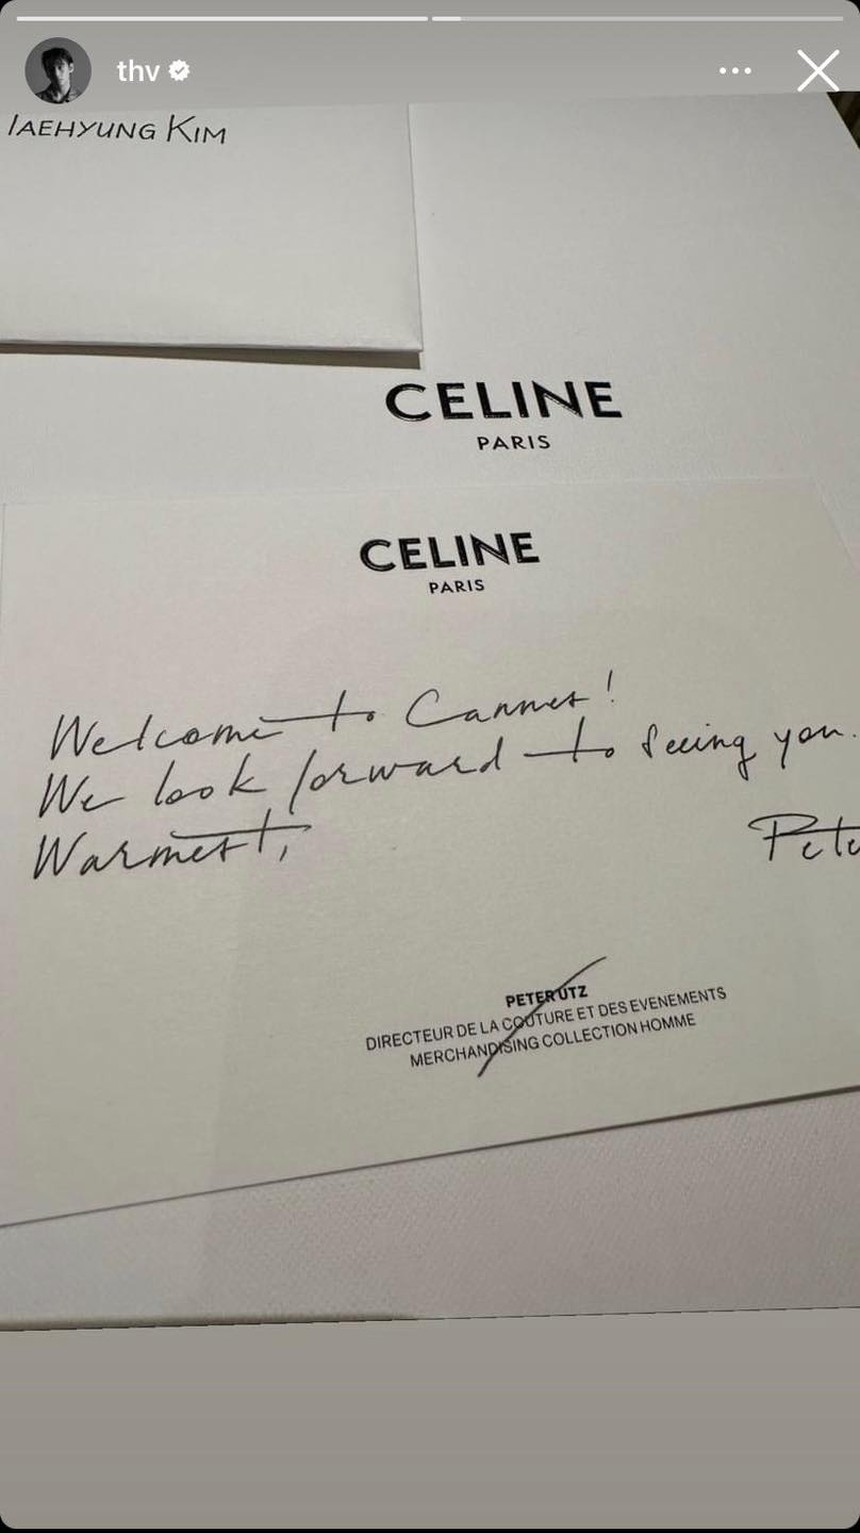 thv
TAEHYUNG KIM
CELINE
PARIS
CELINE
PARIS
Welcome to Cannes!
We look forward to seeing you.
Warmest,
Pete
PETER UTZ
DIRECTEUR DE LA COUTURE ET DES EVENEMENTS
MERCHANDISING COLLECTION HOMME